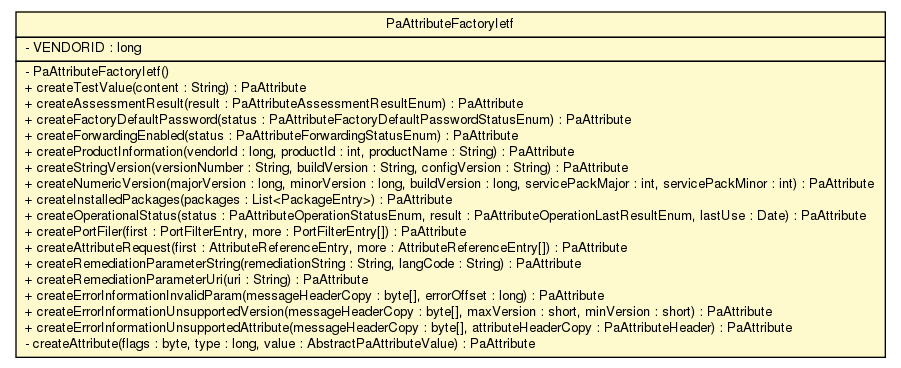 PaAttributeFactoryIetf
- VENDORID : long
- PaAttributeFactoryIetf()
+ createTestValue(content : String) : PaAttribute
+ createAssessmentResult(result : PaAttributeAssessmentResultEnum) : PaAttribute
+ createFactoryDefaultPassword(status : PaAttributeFactoryDefaultPasswordStatusEnum) : PaAttribute
+ createForwardingEnabled(status : PaAttributeForwardingStatusEnum) : PaAttribute
+ createProductInformation(vendorId : long, productId : int, productName : String) : PaAttribute
+ createStringVersion(versionNumber : String, buildVersion : String, configVersion : String) : PaAttribute
+ createNumericVersion(majorVersion : long, minorVersion : long, buildVersion : long, servicePackMajor : int, servicePackMinor : int) : PaAttribute
+ createInstalledPackages(packages : List<PackageEntry>) : PaAttribute
+ createOperationalStatus(status : PaAttributeOperationStatusEnum, result : PaAttributeOperationLastResultEnum, lastUse : Date) : PaAttribute
+ createPortFiler(first : PortFilterEntry, more : PortFilterEntry[]) : PaAttribute
+ createAttributeRequest(first : AttributeReferenceEntry, more : AttributeReferenceEntry[]) : PaAttribute
+ createRemediationParameterString(remediationString : String, langCode : String) : PaAttribute
+ createRemediationParameterUri(uri : String) : PaAttribute
+ createErrorInformationInvalidParam(messageHeaderCopy : byte[], errorOffset : long) : PaAttribute
+ createErrorInformationUnsupportedVersion(messageHeaderCopy : byte[], maxVersion : short, minVersion : short) : PaAttribute
+ createErrorInformationUnsupportedAttribute(messageHeaderCopy : byte[], attributeHeaderCopy : PaAttributeHeader) : PaAttribute
- createAttribute(flags : byte, type : long, value : AbstractPaAttributeValue) : PaAttribute